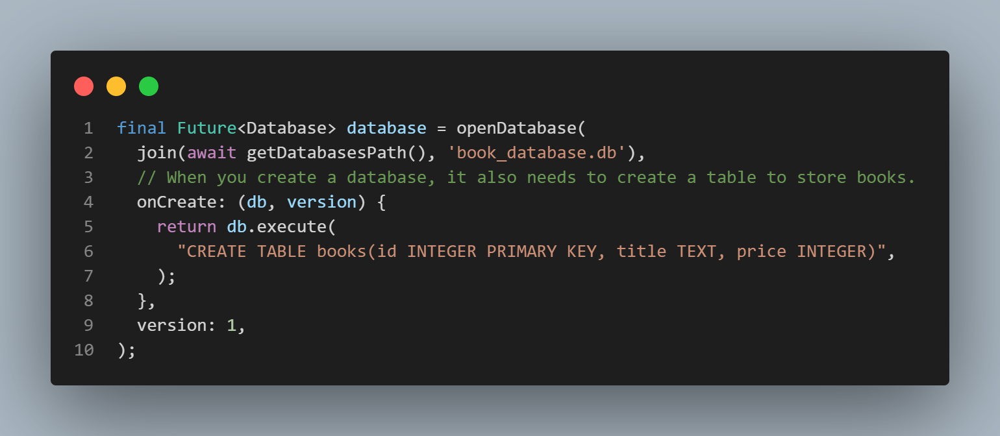 1 final Future<Database> database = openDatabase(
2   join(await getDatabasesPath(), 'book_database.db'),
3   // When you create a database, it also needs to create a table to store books.
4   onCreate: (db, version) {
5     return db.execute(
6       "CREATE TABLE books(id INTEGER PRIMARY KEY, title TEXT, price INTEGER)",
7     );
8   },
9   version: 1,
10 );